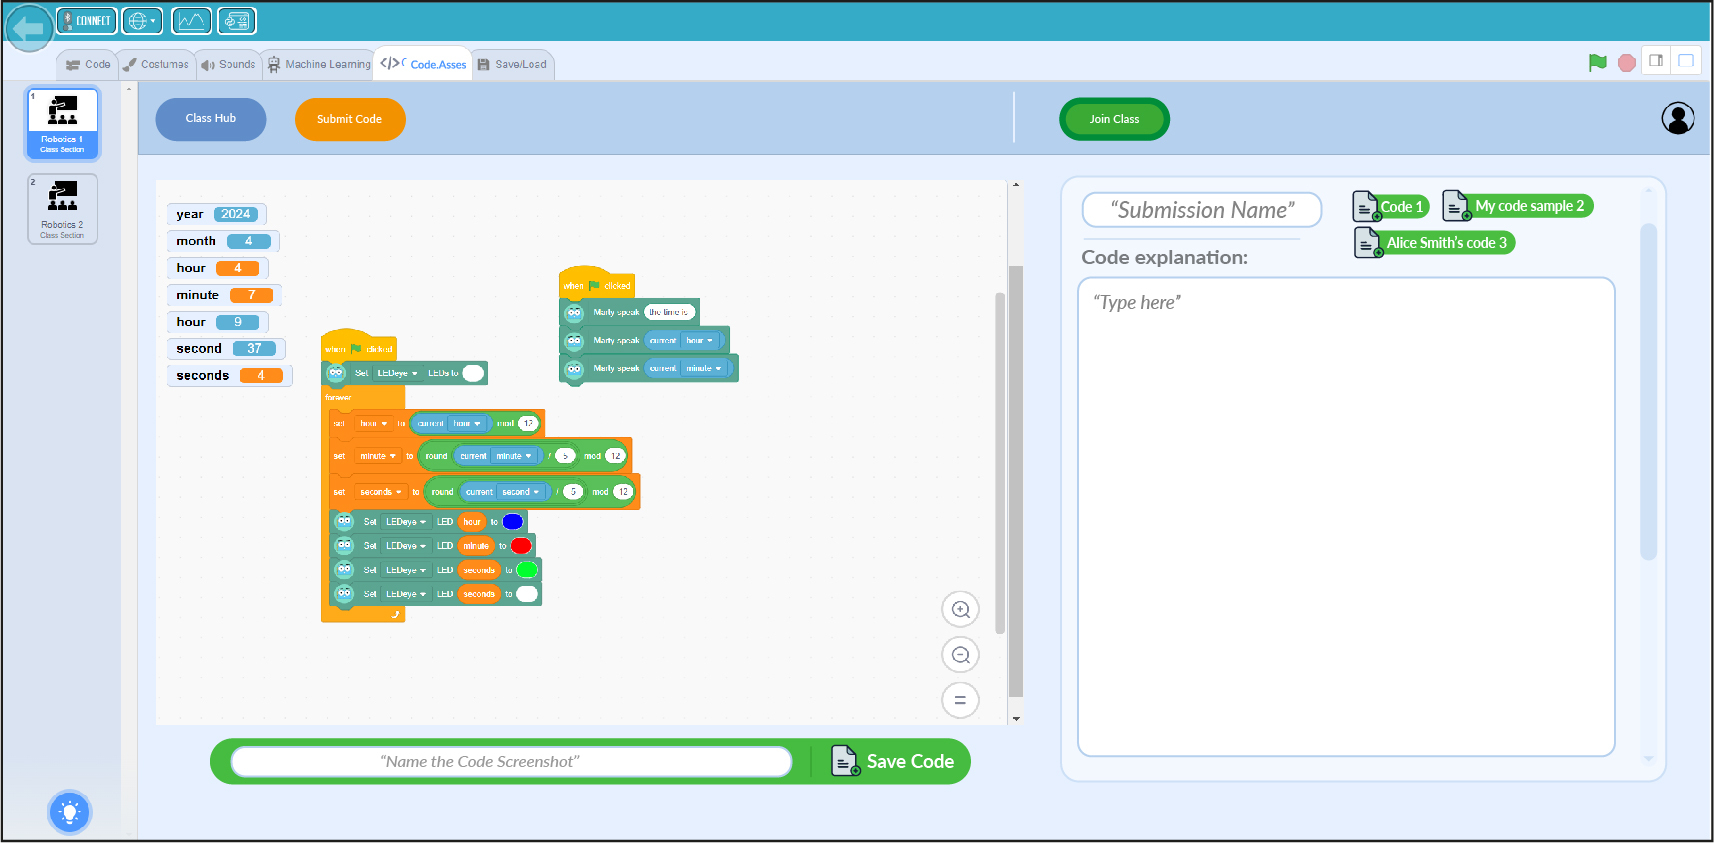 CONNECT
Code
Costumes
Sounds
Machine Learning
</> C Code.Asses
Save/Load
1
Robotics 1
Class Section
2
Robotics 2
Class Section
Class Hub
Submit Code
Join Class
year 2024
month 4
hour 4
minute 7
hour 9
second 37
seconds 4
when clicked
Set LEDeye LEDs to
forever
set hour to current hour mod 12
set minute to round current minute / 5 mod 12
set seconds to round current second / 5 mod 12
Set LEDeye LED hour to
Set LEDeye LED minute to
Set LEDeye LED seconds to
Set LEDeye LED seconds to
when clicked
Marty speak the time is
Marty speak current hour
Marty speak current minute
=
“Name the Code Screenshot”
Save Code
“Submission Name”
Code 1
My code sample 2
Alice Smith's code 3
Code explanation:
“Type here”